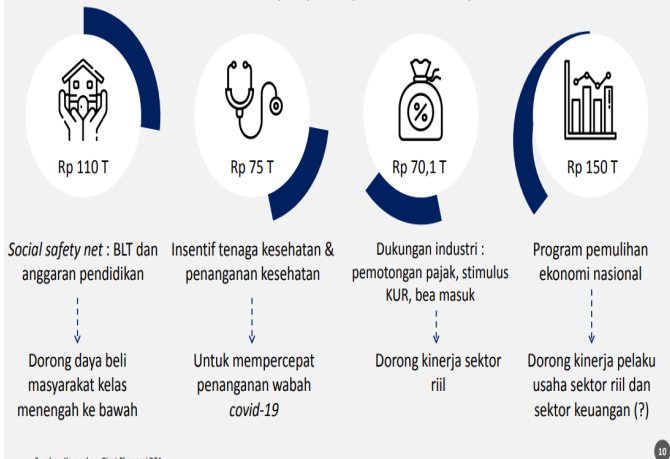 Rp 110 T
Rp 75 T
Rp 70,1 T
Rp 150 T
Social safety net : BLT dan
anggaran pendidikan
Insentif tenaga kesehatan &
penanganan kesehatan
Dukungan industri :
pemotongan pajak, stimulus
KUR, bea masuk
Program pemulihan
ekonomi nasional
Dorong daya beli
masyarakat kelas
menengah ke bawah
Untuk mempercepat
penanganan wabah
covid-19
Dorong kinerja sektor
riil
Dorong kinerja pelaku
usaha sektor riil dan
sektor keuangan (?)
10